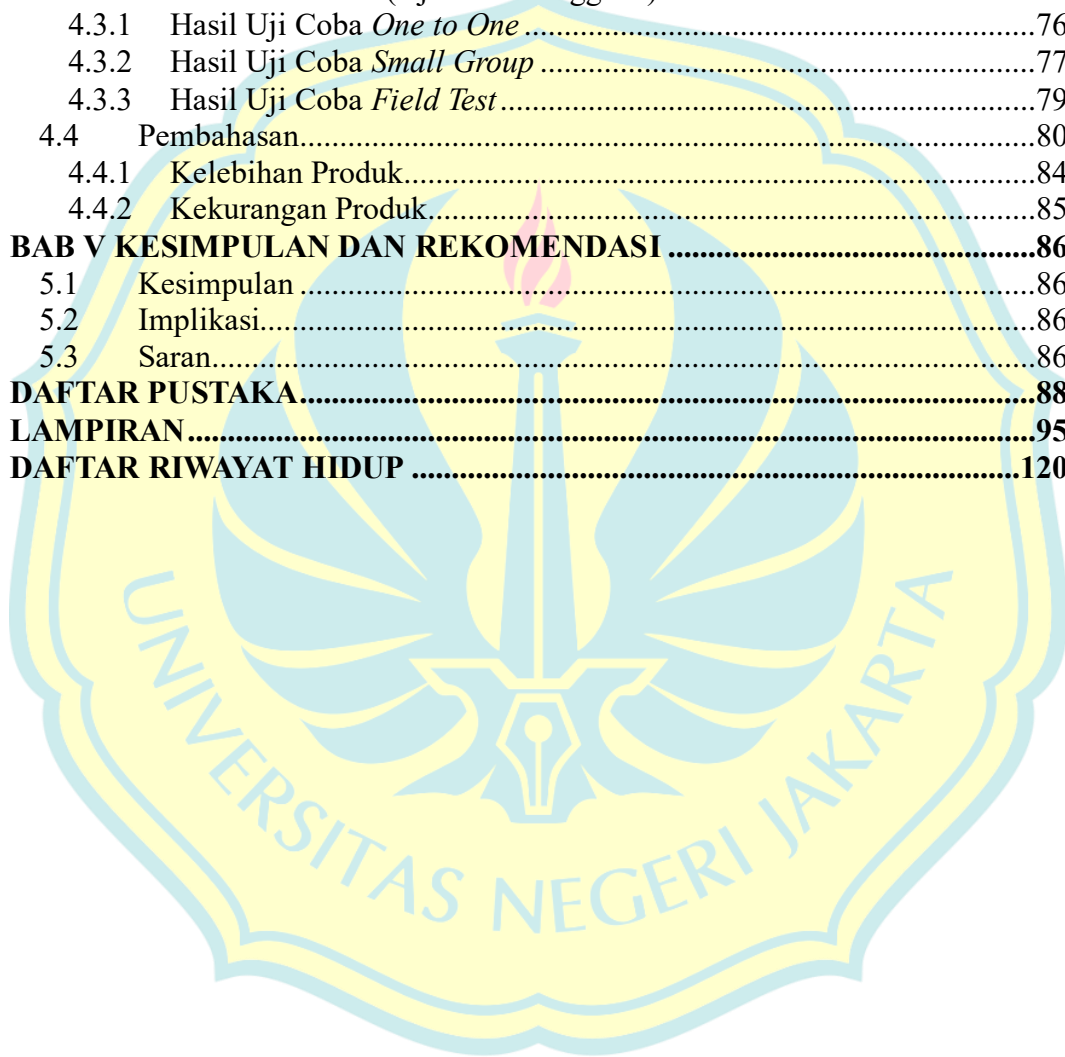 4.3.1 Hasil Uji Coba One to One ........ 76
4.3.2 Hasil Uji Coba Small Group ........ 77
4.3.3 Hasil Uji Coba Field Test ........ 79
4.4 Pembahasan ........ 80
4.4.1 Kelebihan Produk ........ 84
4.4.2 Kekurangan Produk ........ 85
BAB V KESIMPULAN DAN REKOMENDASI ........ 86
5.1 Kesimpulan ........ 86
5.2 Implikasi ........ 86
5.3 Saran ........ 86
DAFTAR PUSTAKA ........ 88
LAMPIRAN ........ 95
DAFTAR RIWAYAT HIDUP ........ 120
UNIVERSITAS NEGERI JAKARTA